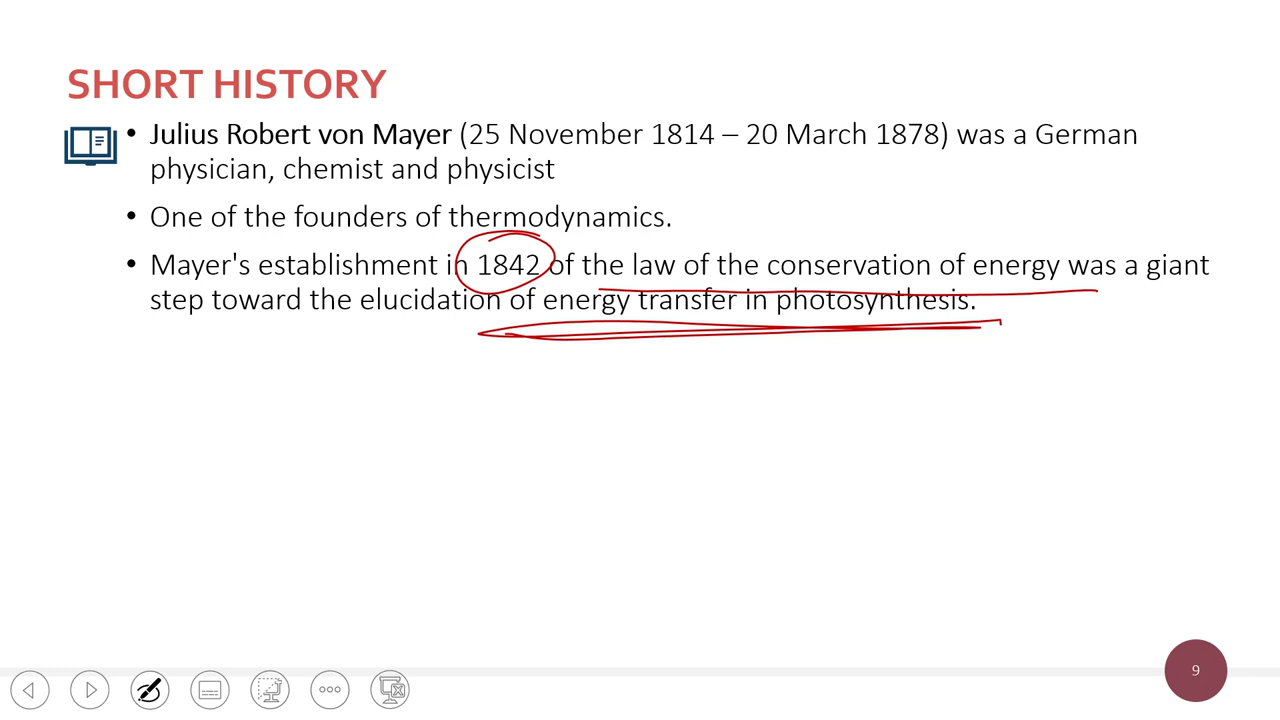 SHORT HISTORY
• Julius Robert von Mayer (25 November 1814 – 20 March 1878) was a German
physician, chemist and physicist
• One of the founders of thermodynamics.
• Mayer's establishment in 1842 of the law of the conservation of energy was a giant
step toward the elucidation of energy transfer in photosynthesis.
9